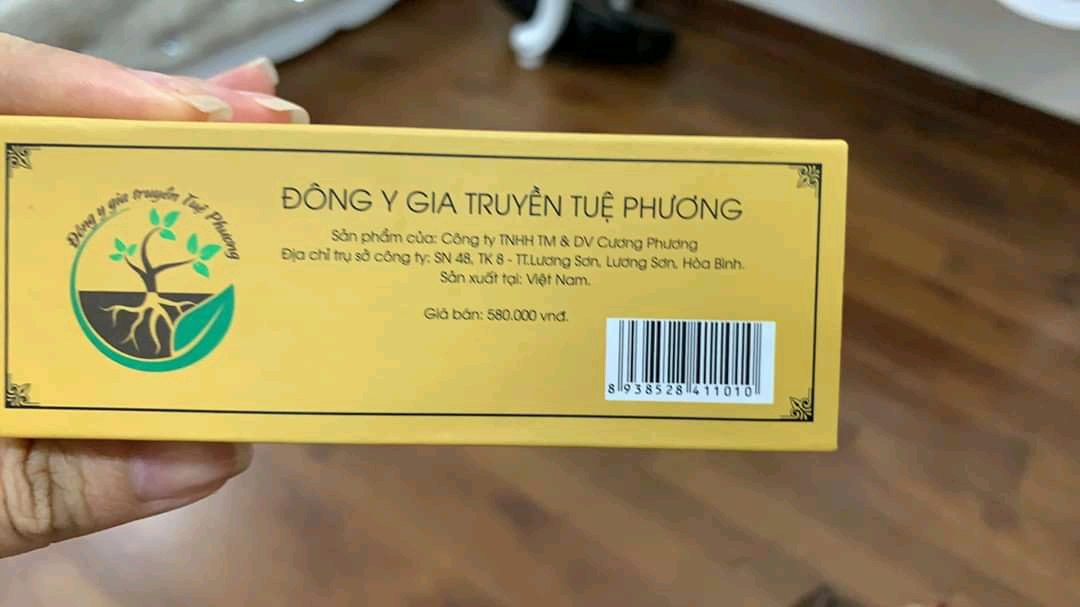 Đông y gia truyền Tuệ Phương
ĐÔNG Y GIA TRUYỀN TUỆ PHƯƠNG
Sản phẩm của: Công ty TNHH TM & DV Cương Phương
Địa chỉ trụ sở công ty: SN 48, TK 8 - TT.Lương Sơn, Lương Sơn, Hòa Bình.
Sản xuất tại: Việt Nam.
Giá bán: 580.000 vnđ.
8 938528 411010